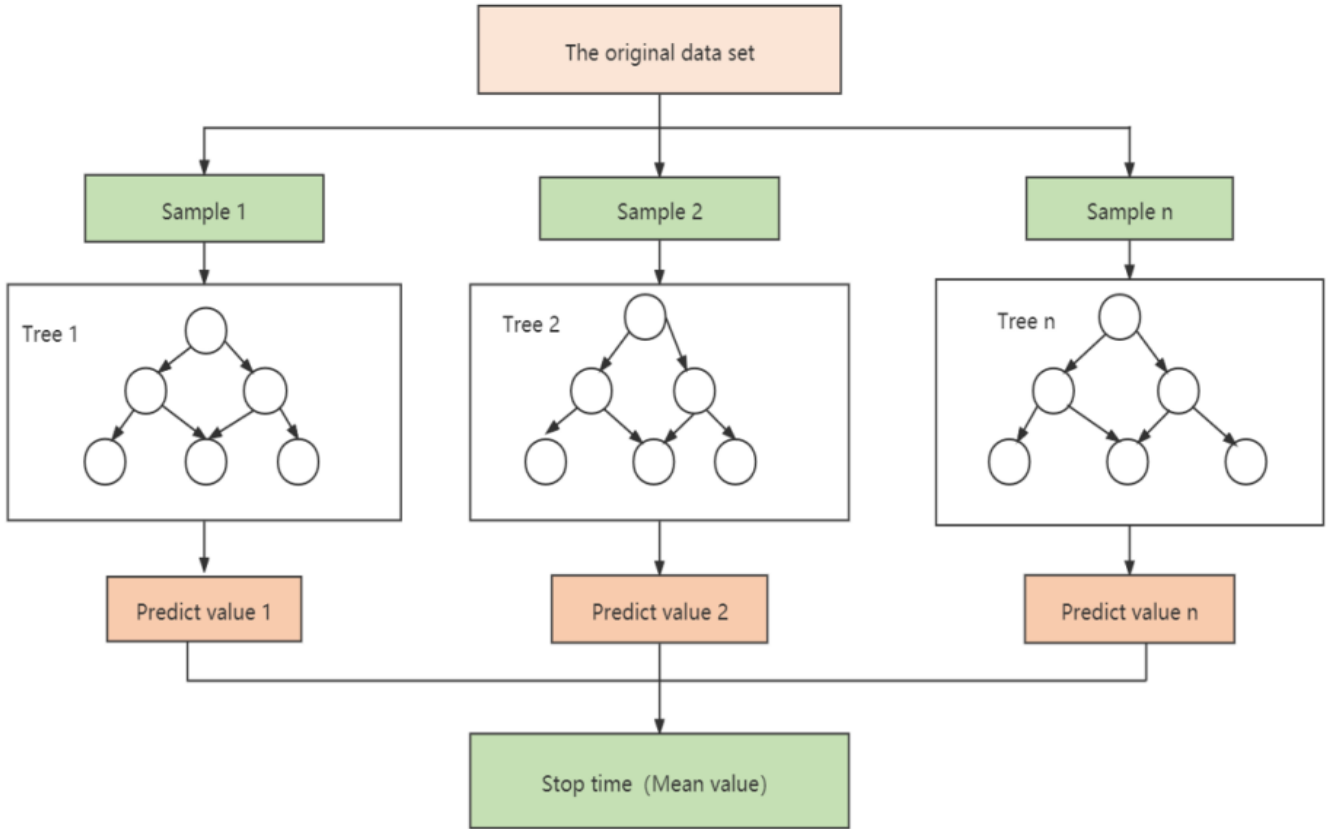 The original data set
Sample 1
Sample 2
Sample n
Tree 1
Tree 2
Tree n
Predict value 1
Predict value 2
Predict value n
Stop time (Mean value)